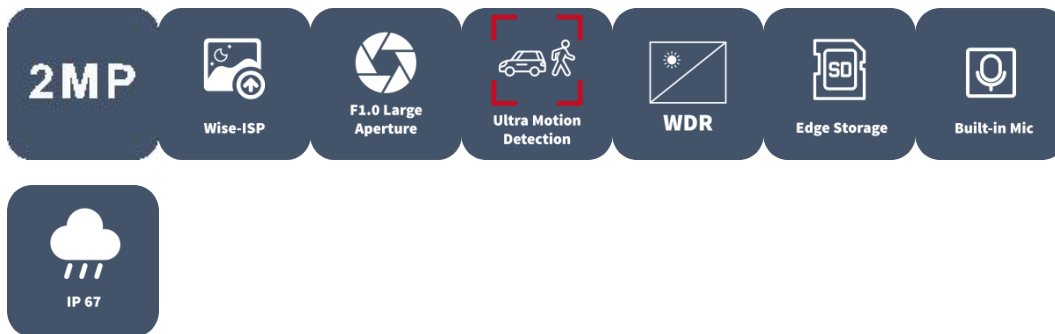 2MP
Wise-ISP
F1.0 Large
Aperture
Ultra Motion
Detection
WDR
SD
Edge Storage
Built-in Mic
IP 67